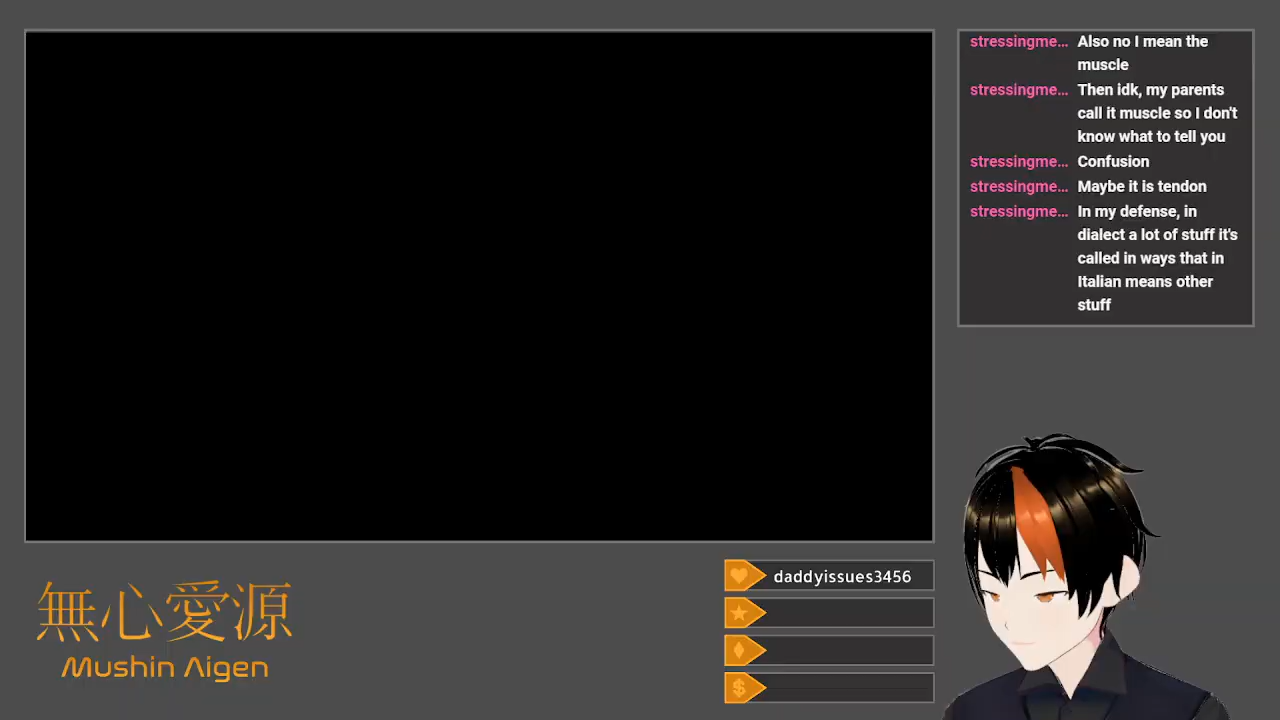 stressingme... Also no I mean the
muscle
stressingme... Then idk, my parents
call it muscle so I don't
know what to tell you
stressingme... Confusion
stressingme... Maybe it is tendon
stressingme... In my defense, in
dialect a lot of stuff it's
called in ways that in
Italian means other
stuff
daddyissues3456
無心愛源
Mushin Aigen